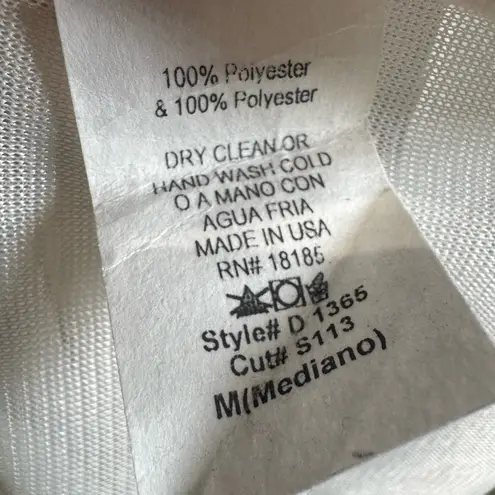 100% Polyester
& 100% Polyester
DRY CLEAN OR
HAND WASH COLD
O A MANO CON
AGUA FRIA
MADE IN USA
RN# 18185
Style# D 1365
Cut# S113
M(Mediano)